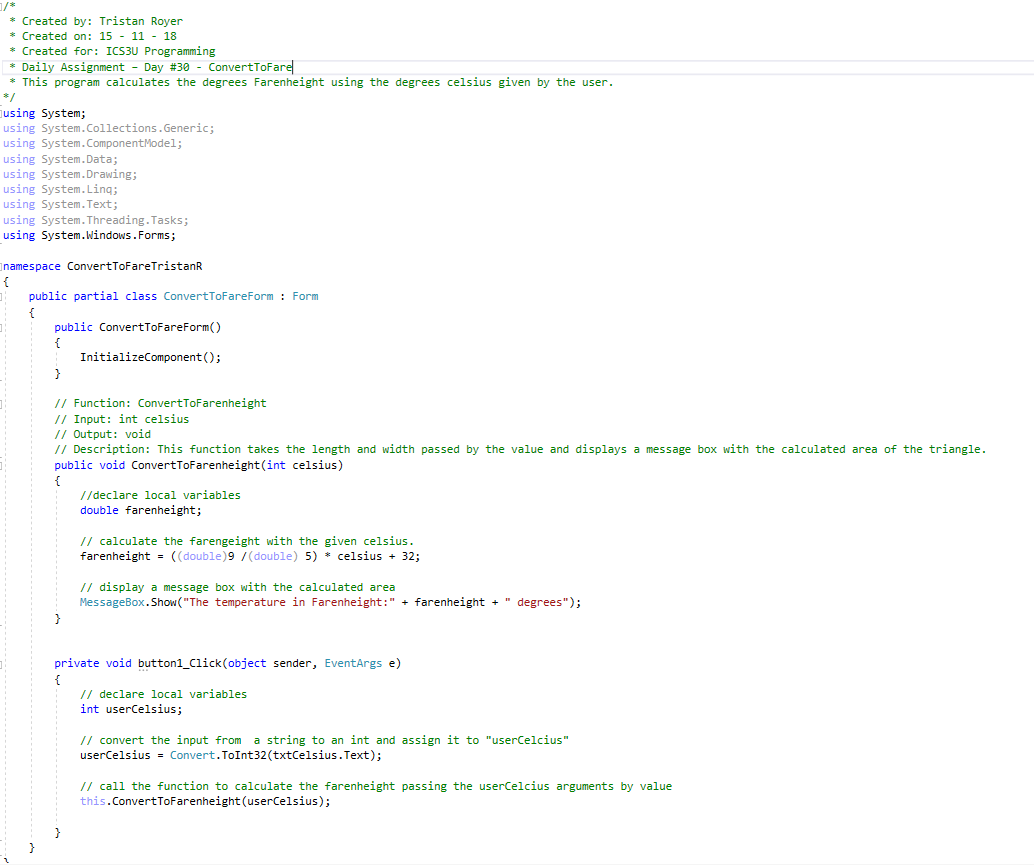 /*
 * Created by: Tristan Royer
 * Created on: 15 - 11 - 18
 * Created for: ICS3U Programming
 * Daily Assignment – Day #30 - ConvertToFare
 * This program calculates the degrees Farenheight using the degrees celsius given by the user.
*/
using System;
using System.Collections.Generic;
using System.ComponentModel;
using System.Data;
using System.Drawing;
using System.Linq;
using System.Text;
using System.Threading.Tasks;
using System.Windows.Forms;

namespace ConvertToFareTristanR
{
    public partial class ConvertToFareForm : Form
    {
        public ConvertToFareForm()
        {
            InitializeComponent();
        }

        // Function: ConvertToFarenheight
        // Input: int celsius
        // Output: void
        // Description: This function takes the length and width passed by the value and displays a message box with the calculated area of the triangle.
        public void ConvertToFarenheight(int celsius)
        {
            //declare local variables
            double farenheight;

            // calculate the farengeight with the given celsius.
            farenheight = ((double)9 /(double) 5) * celsius + 32;

            // display a message box with the calculated area
            MessageBox.Show("The temperature in Farenheight:" + farenheight + " degrees");
        }


        private void button1_Click(object sender, EventArgs e)
        {
            // declare local variables
            int userCelsius;

            // convert the input from  a string to an int and assign it to "userCelcius"
            userCelsius = Convert.ToInt32(txtCelsius.Text);

            // call the function to calculate the farenheight passing the userCelcius arguments by value
            this.ConvertToFarenheight(userCelsius);

        }
    }
}